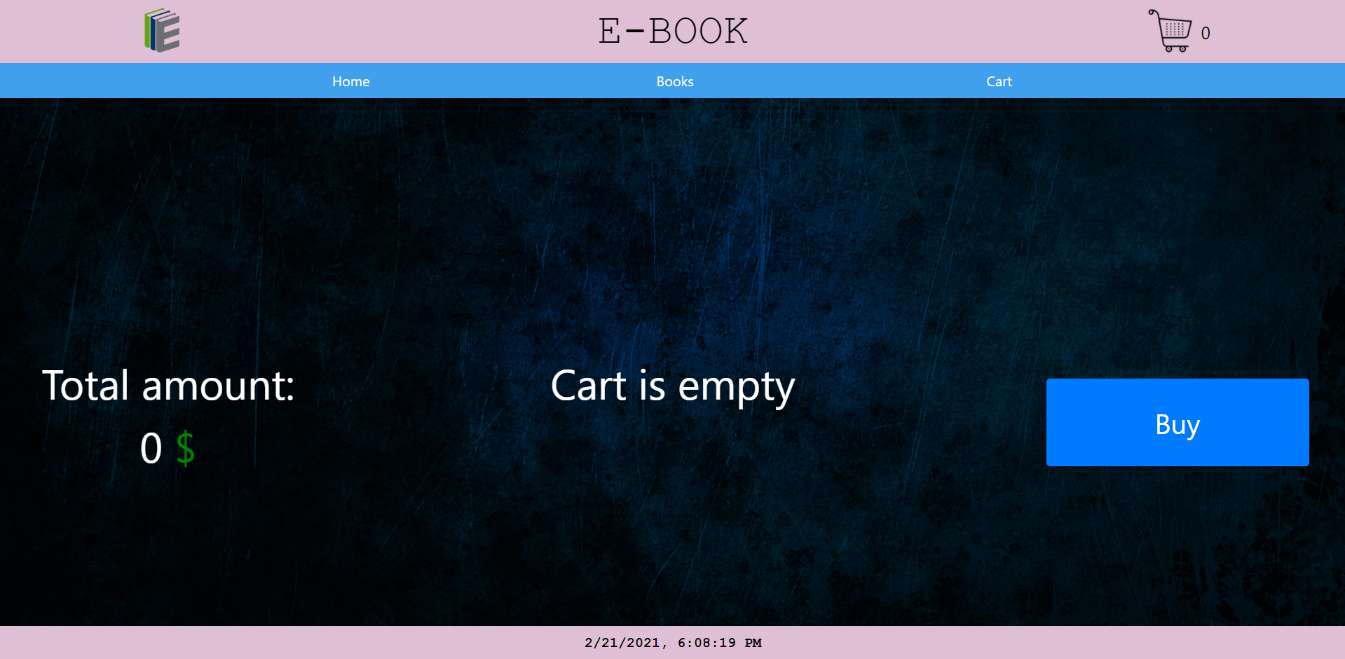 E
E-BOOK
0
Home
Books
Cart
Total amount:
0 $
Cart is empty
Buy
2/21/2021, 6:08:19 PM